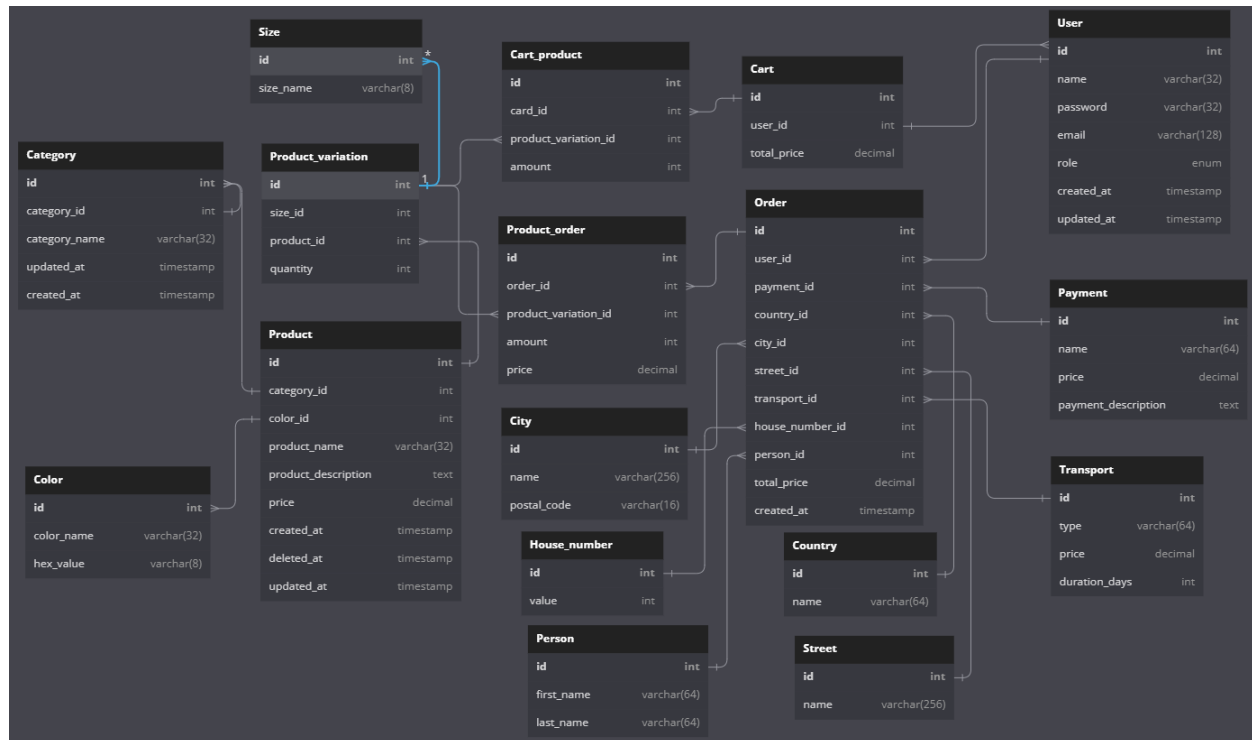 Size
id int *
size_name varchar(8)
Category
id int
category_id int
category_name varchar(32)
updated_at timestamp
created_at timestamp
Product_variation
id int 1
size_id int
product_id int
quantity int
Product
id int
category_id int
color_id int
product_name varchar(32)
product_description text
price decimal
created_at timestamp
deleted_at timestamp
updated_at timestamp
Color
id int
color_name varchar(32)
hex_value varchar(8)
Cart_product
id int
card_id int
product_variation_id int
amount int
Product_order
id int
order_id int
product_variation_id int
amount int
price decimal
City
id int
name varchar(256)
postal_code varchar(16)
House_number
id int
value int
Person
id int
first_name varchar(64)
last_name varchar(64)
Cart
id int
user_id int
total_price decimal
Order
id int
user_id int
payment_id int
country_id int
city_id int
street_id int
transport_id int
house_number_id int
person_id int
total_price decimal
created_at timestamp
Country
id int
name varchar(64)
Street
id int
name varchar(256)
User
id int
name varchar(32)
password varchar(32)
email varchar(128)
role enum
created_at timestamp
updated_at timestamp
Payment
id int
name varchar(64)
price decimal
payment_description text
Transport
id int
type varchar(64)
price decimal
duration_days int